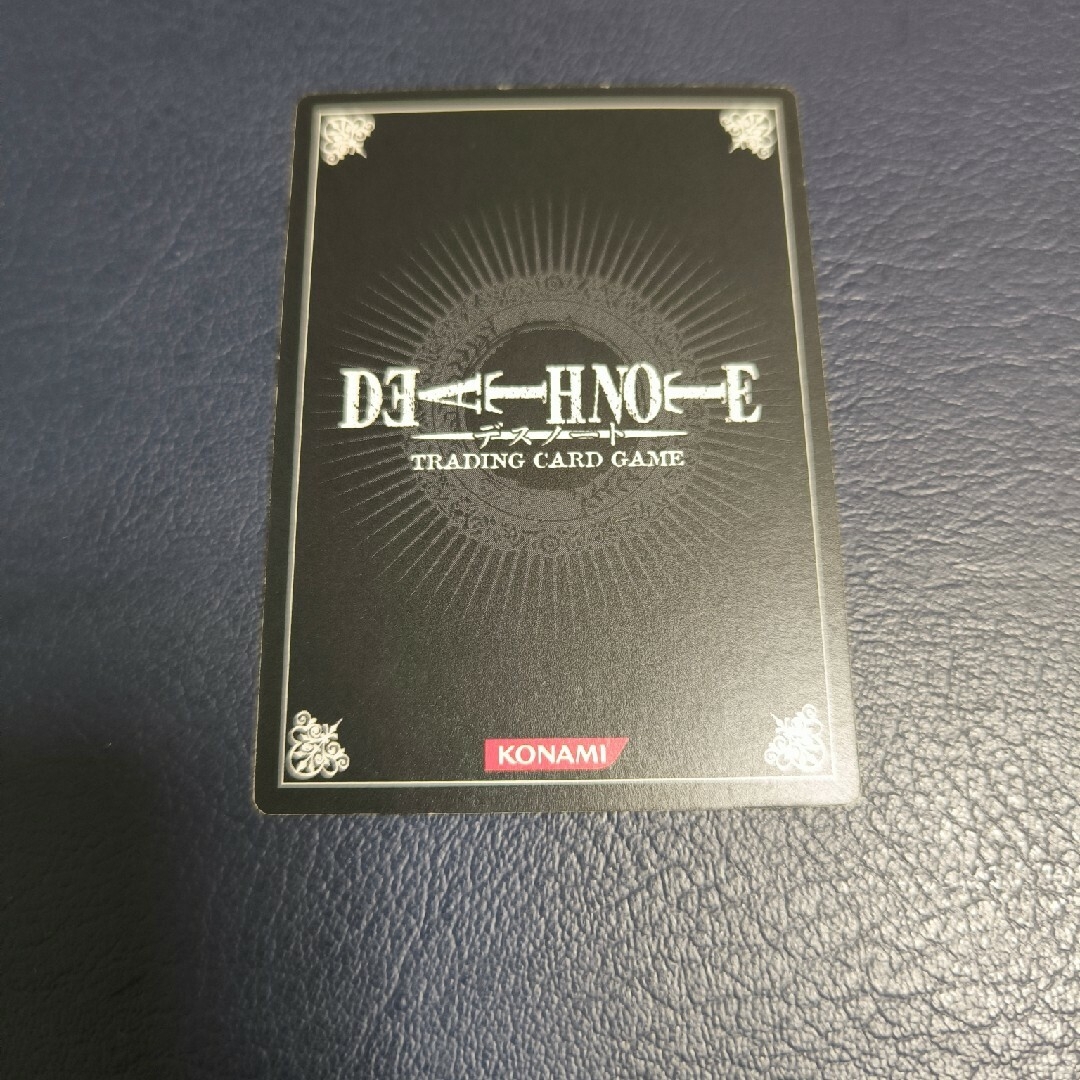 DEATH NOTE
デスノート
TRADING CARD GAME
KONAMI